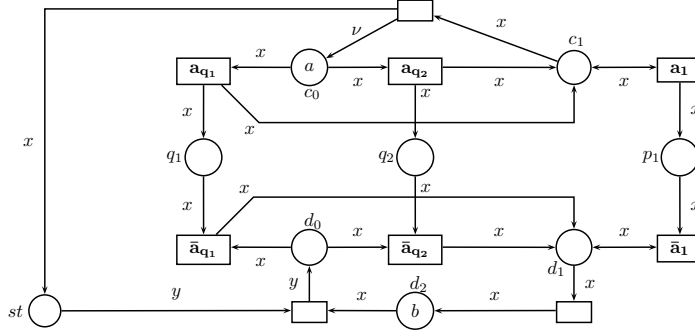 x
ν
c₁
a_q₁ x a x a_q₂ x x a₁
c₀
x x x x
x
x
q₁ q₂ p₁
x x x x
d₀
ā_q₁ x x ā_q₂ x x ā₁
d₁
y d₂ x
st y x b x